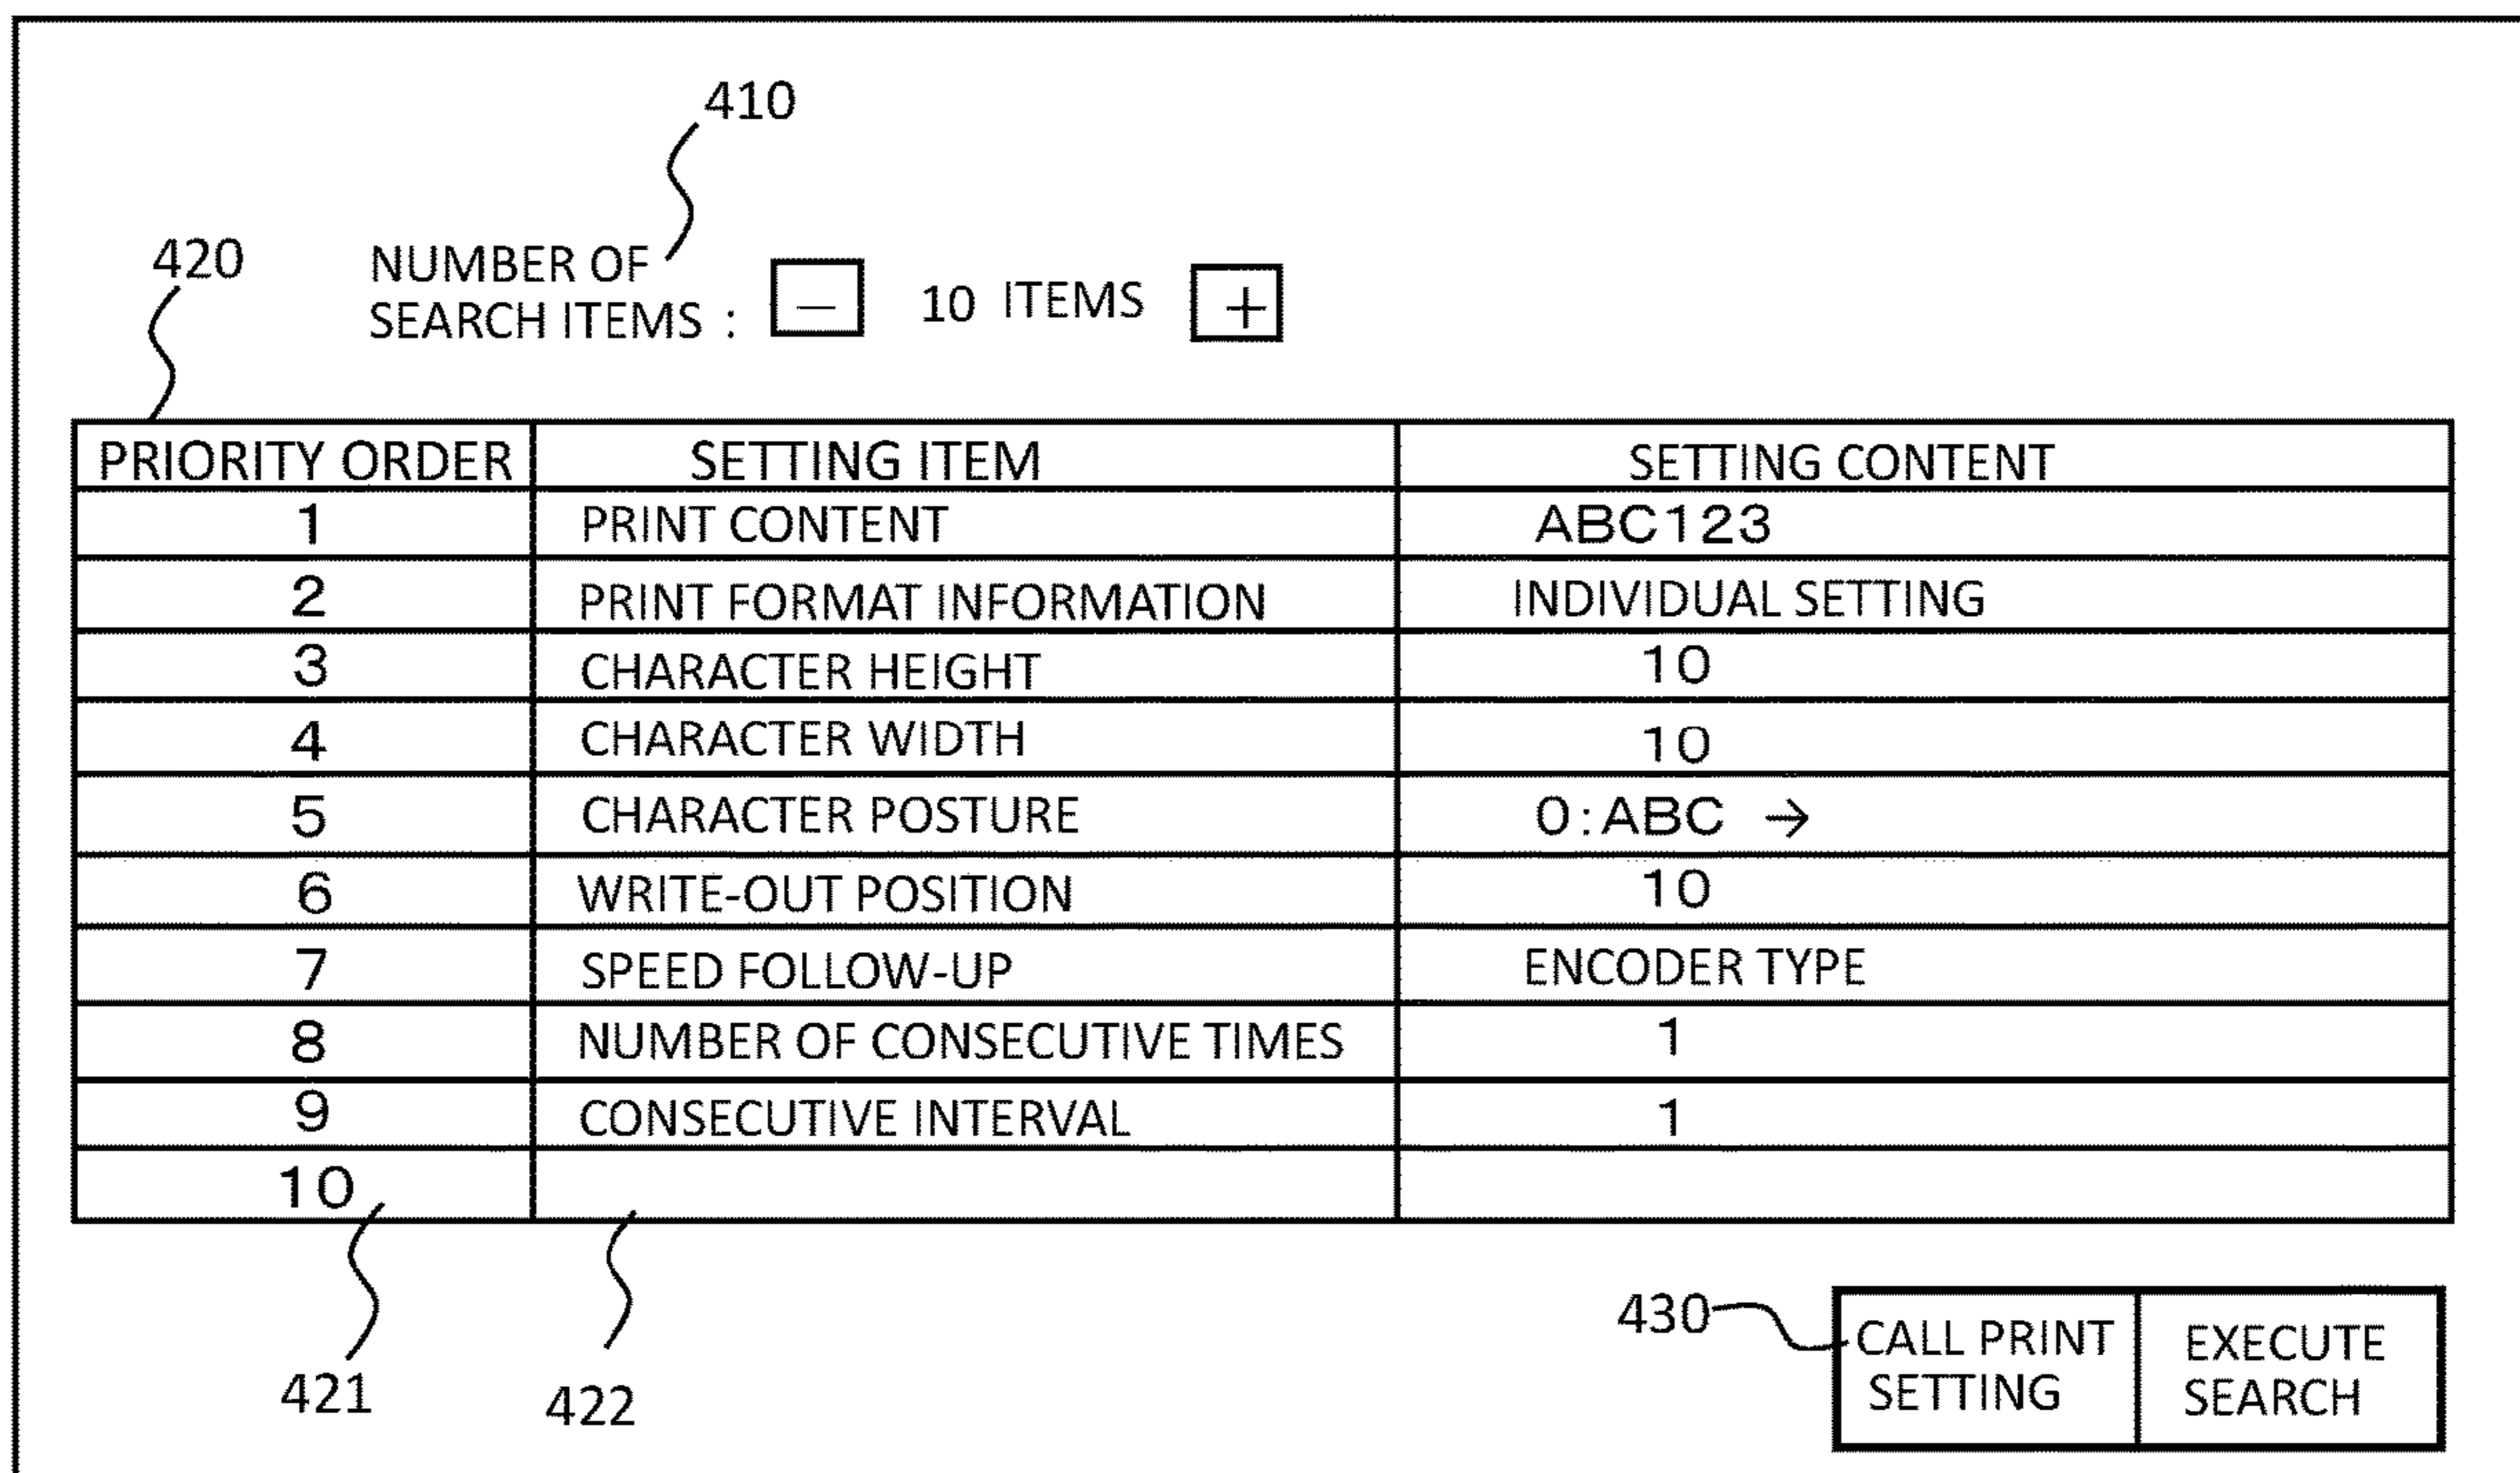 410
420
NUMBER OF
SEARCH ITEMS : − 10 ITEMS +
PRIORITY ORDER SETTING ITEM SETTING CONTENT
1 PRINT CONTENT ABC123
2 PRINT FORMAT INFORMATION INDIVIDUAL SETTING
3 CHARACTER HEIGHT 10
4 CHARACTER WIDTH 10
5 CHARACTER POSTURE 0:ABC →
6 WRITE-OUT POSITION 10
7 SPEED FOLLOW-UP ENCODER TYPE
8 NUMBER OF CONSECUTIVE TIMES 1
9 CONSECUTIVE INTERVAL 1
10
421
422
430
CALL PRINT
SETTING
EXECUTE
SEARCH